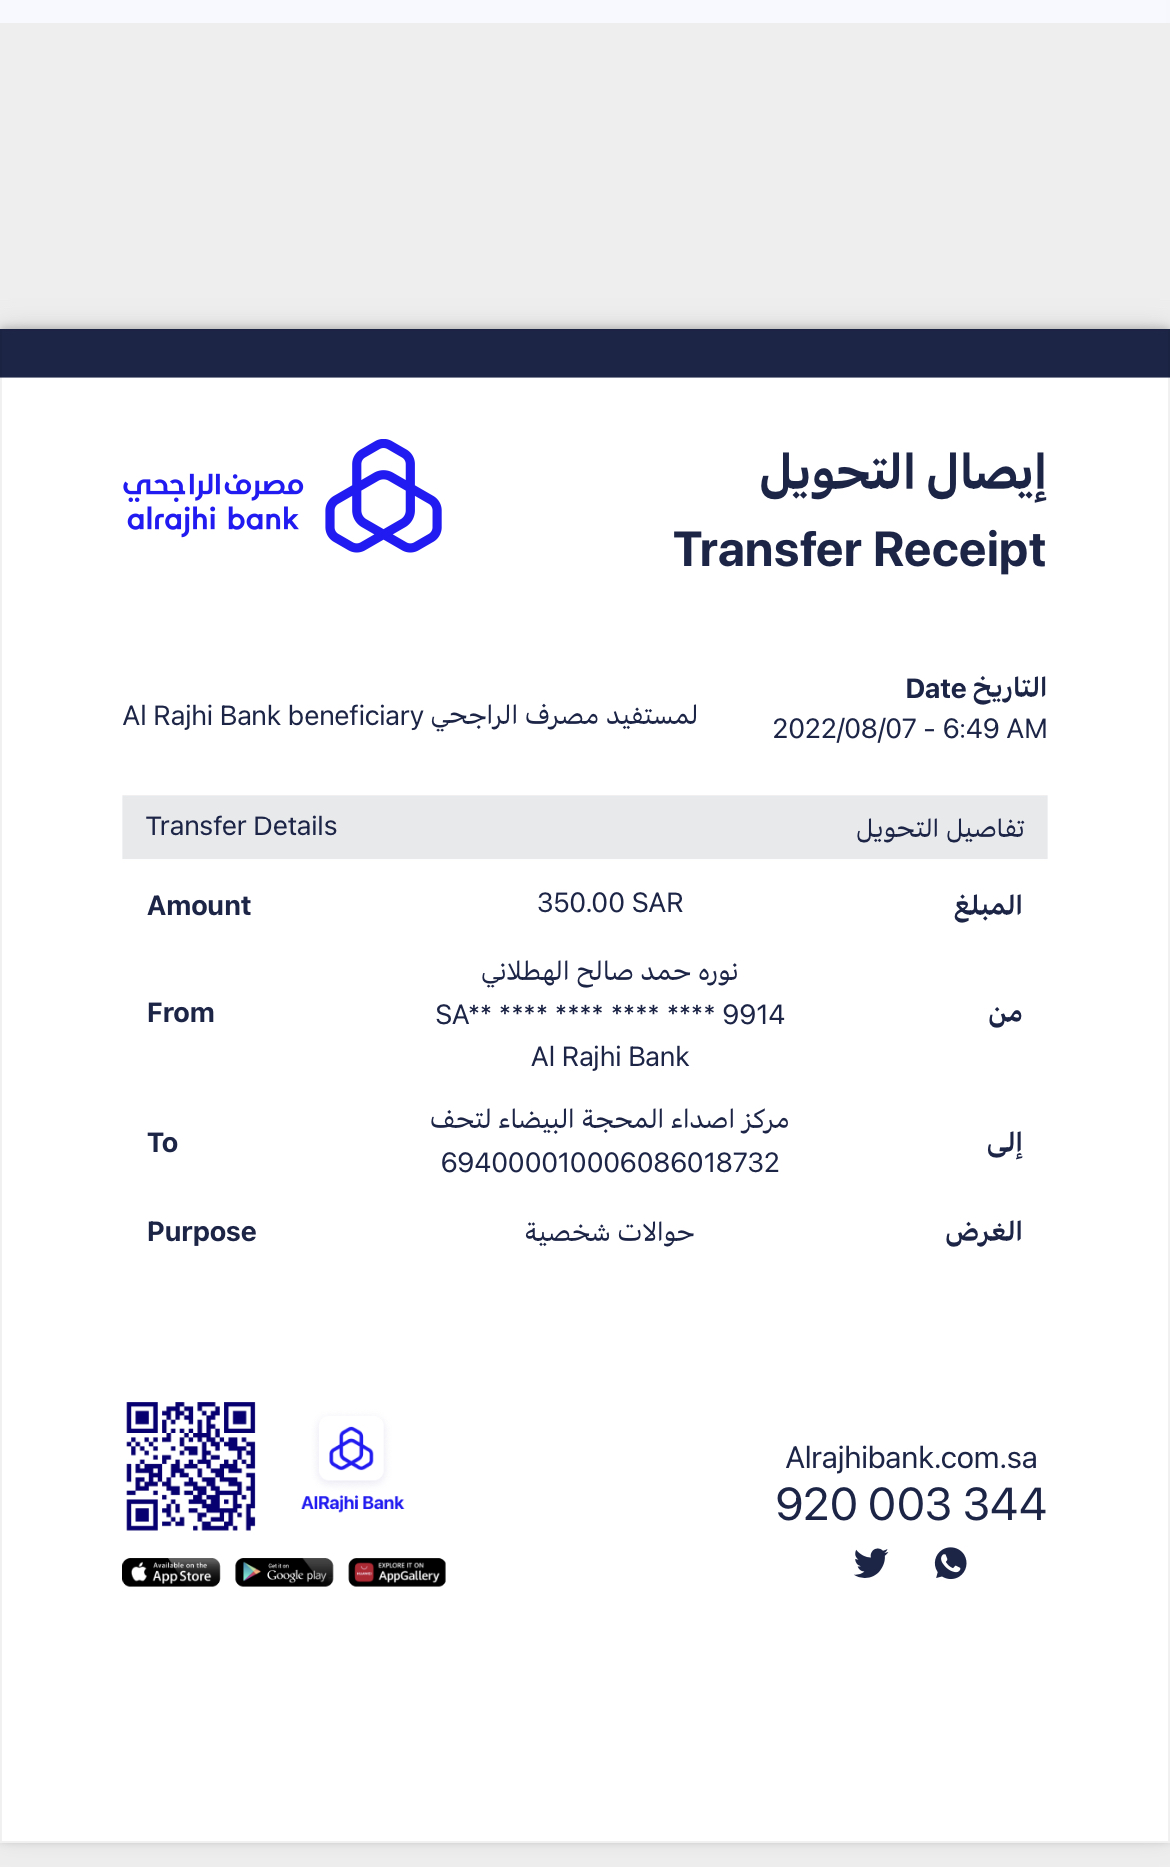 مصرف الراجحي
alrajhi bank
إيصال التحويل
Transfer Receipt
التاريخ Date
2022/08/07 - 6:49 AM
لمستفيد مصرف الراجحي Al Rajhi Bank beneficiary
Transfer Details تفاصيل التحويل
Amount 350.00 SAR المبلغ
نوره حمد صالح الهطلاني
From SA** **** **** **** **** 9914 من
Al Rajhi Bank
مركز اصداء المحجة البيضاء لتحف
To إلى
694000010006086018732
Purpose حوالات شخصية الغرض
AlRajhi Bank
Available on the
App Store
Get it on
Google play
EXPLORE IT ON
AppGallery
Alrajhibank.com.sa
920 003 344